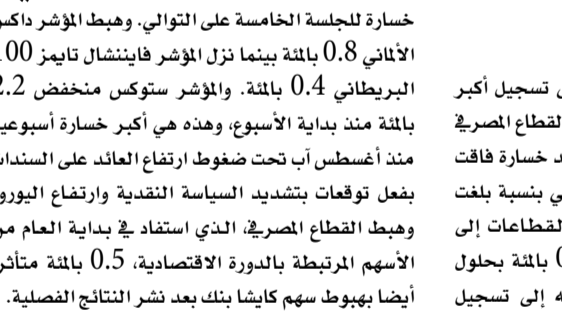 خسارة للجلسة الخامسة على التوالي. وهبط المؤشر داكس
الألماني 0.8 بالمئة بينما نزل المؤشر فايننشال تايمز 100
البريطاني 0.4 بالمئة. والمؤشر ستوكس منخفض 2.2
بالمئة منذ بداية الأسبوع، وهذه هي أكبر خسارة أسبوعية
منذ أغسطس آب تحت ضغوط ارتفاع العائد على السندات
بفعل توقعات بتشديد السياسة النقدية وارتفاع اليورو.
وهبط القطاع المصرفي، الذي استفاد في بداية العام من
الأسهم المرتبطة بالدورة الاقتصادية، 0.5 بالمئة متأثرا
أيضا بهبوط سهم كايشا بنك بعد نشر النتائج الفصلية.
تسجيل أكبر
القطاع المصرفي
خسارة فاقت
بنسبة بلغت
القطاعات إلى
بالمئة بحلول
إلى تسجيل